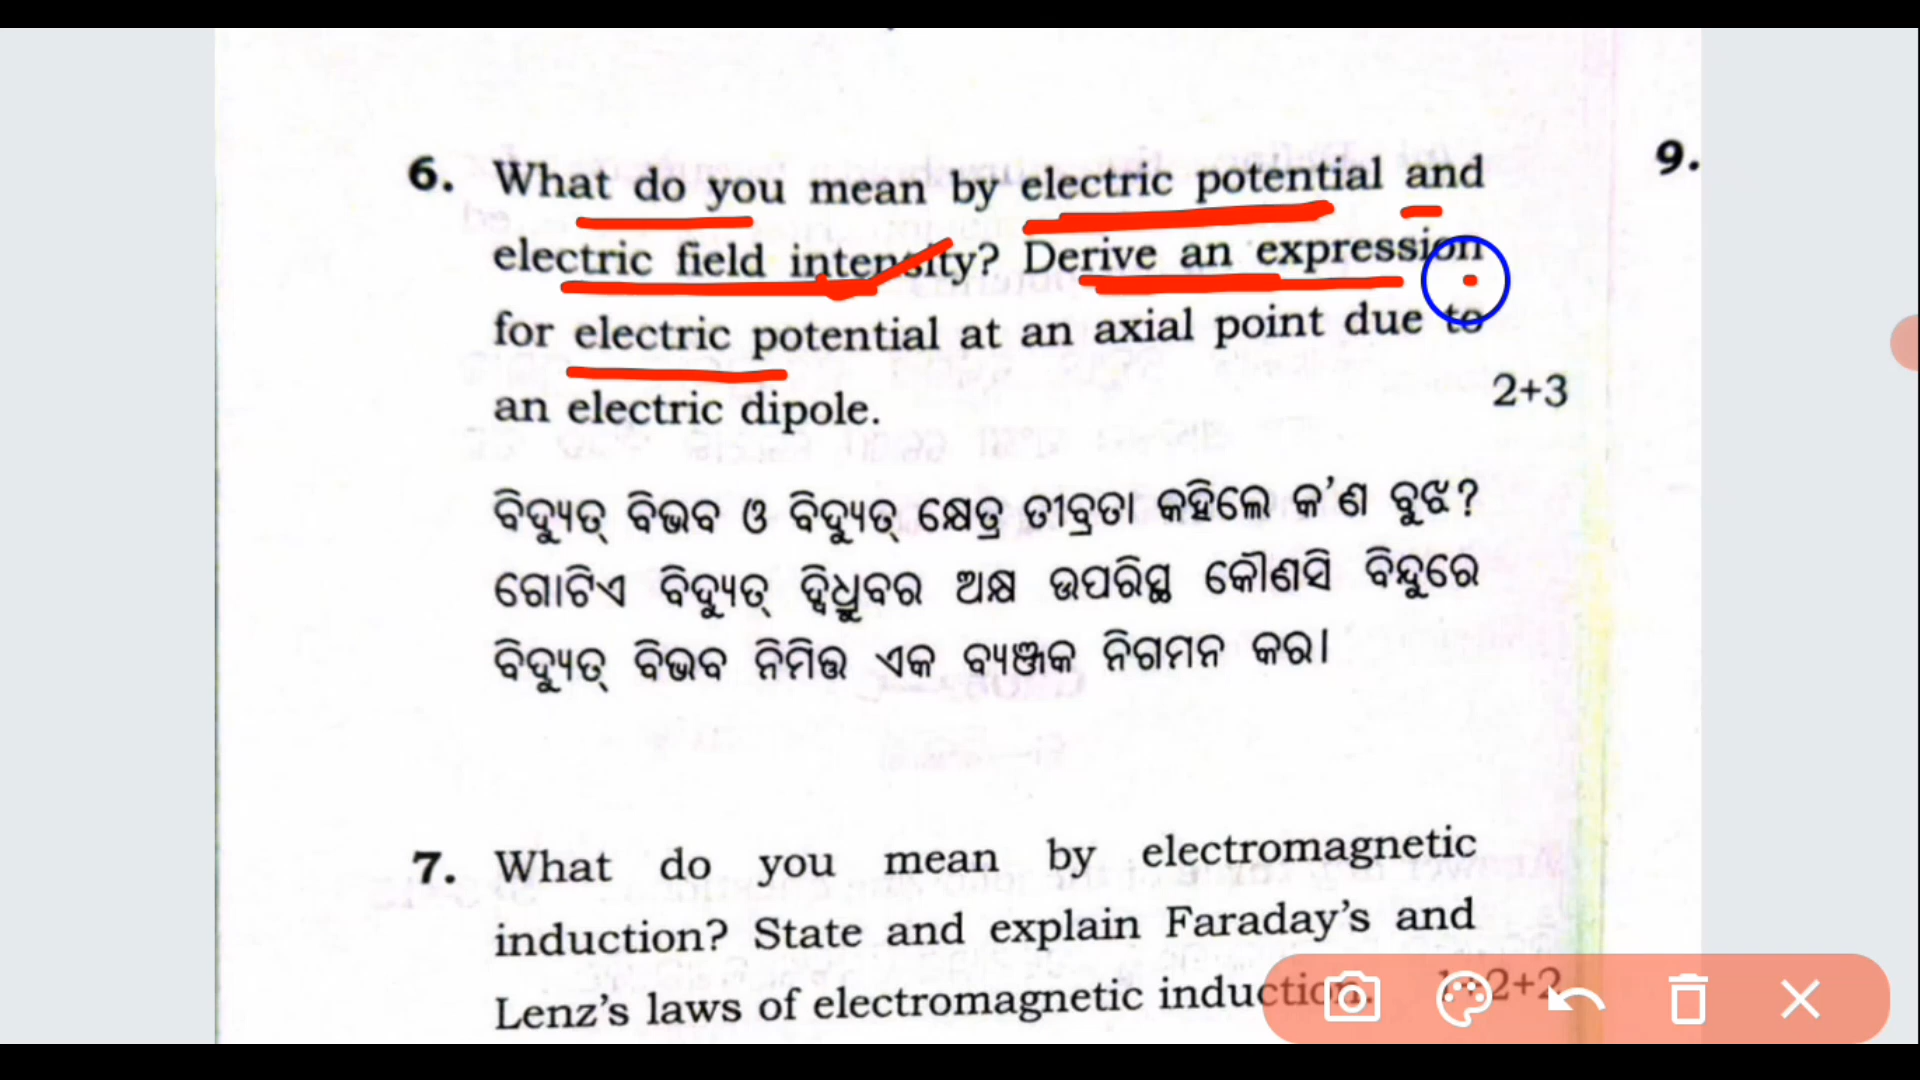 6. What do you mean by electric potential and
electric field intensity? Derive an expression
for electric potential at an axial point due to
an electric dipole. 2+3
ବିଦ୍ୟୁତ୍ ବିଭବ ଓ ବିଦ୍ୟୁତ୍ କ୍ଷେତ୍ର ତୀବ୍ରତା କହିଲେ କ'ଣ ବୁଝ?
ଗୋଟିଏ ବିଦ୍ୟୁତ୍ ଦ୍ୱିଧ୍ରୁବର ଅକ୍ଷ ଉପରିସ୍ଥ କୌଣସି ବିନ୍ଦୁରେ
ବିଦ୍ୟୁତ୍ ବିଭବ ନିମିତ୍ତ ଏକ ବ୍ୟଞ୍ଜକ ନିଗମନ କର।
7. What do you mean by electromagnetic
induction? State and explain Faraday's and
Lenz's laws of electromagnetic induction. 1+2+2
9.